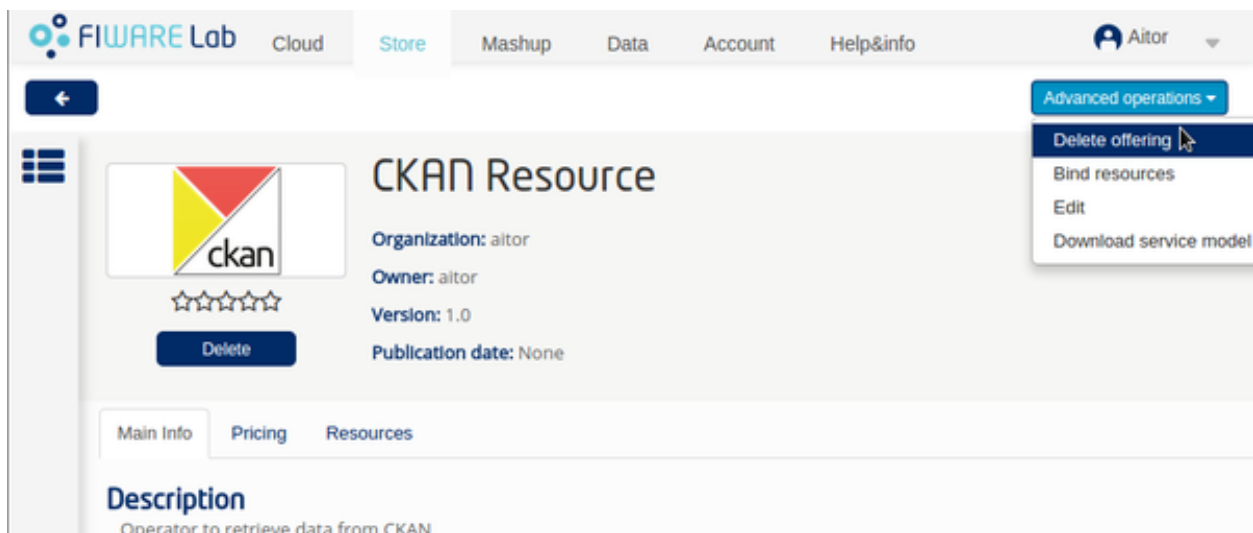 FIWARE Lab Cloud Store Mashup Data Account Help&info Aitor
Advanced operations
Delete offering
Bind resources
Edit
Download service model
CKAN Resource
ckan
Organization: aitor
Owner: aitor
Version: 1.0
Publication date: None
Delete
Main Info Pricing Resources
Description
Operator to retrieve data from CKAN